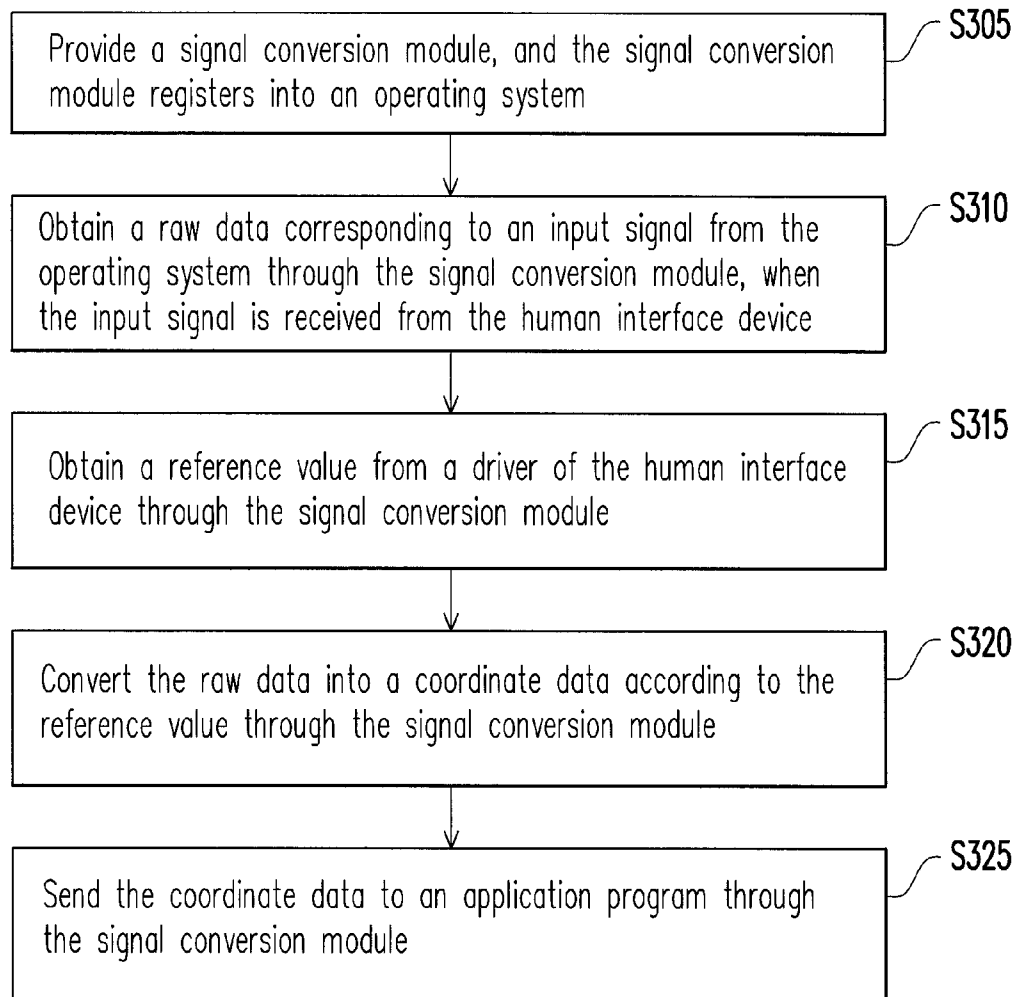 Provide a signal conversion module, and the signal conversion
module registers into an operating system
S305
Obtain a raw data corresponding to an input signal from the
operating system through the signal conversion module, when
the input signal is received from the human interface device
S310
Obtain a reference value from a driver of the human interface
device through the signal conversion module
S315
Convert the raw data into a coordinate data according to the
reference value through the signal conversion module
S320
Send the coordinate data to an application program through
the signal conversion module
S325